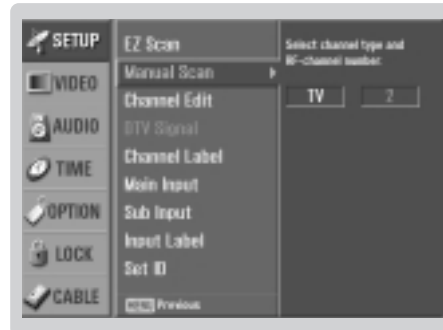 SETUP
VIDEO
AUDIO
TIME
OPTION
LOCK
CABLE
EZ Scan
Manual Scan
Channel Edit
DTV Signal
Channel Label
Main Input
Sub Input
Input Label
Set ID
MENU Previous
Select channel type and
RF-channel number.
TV 2